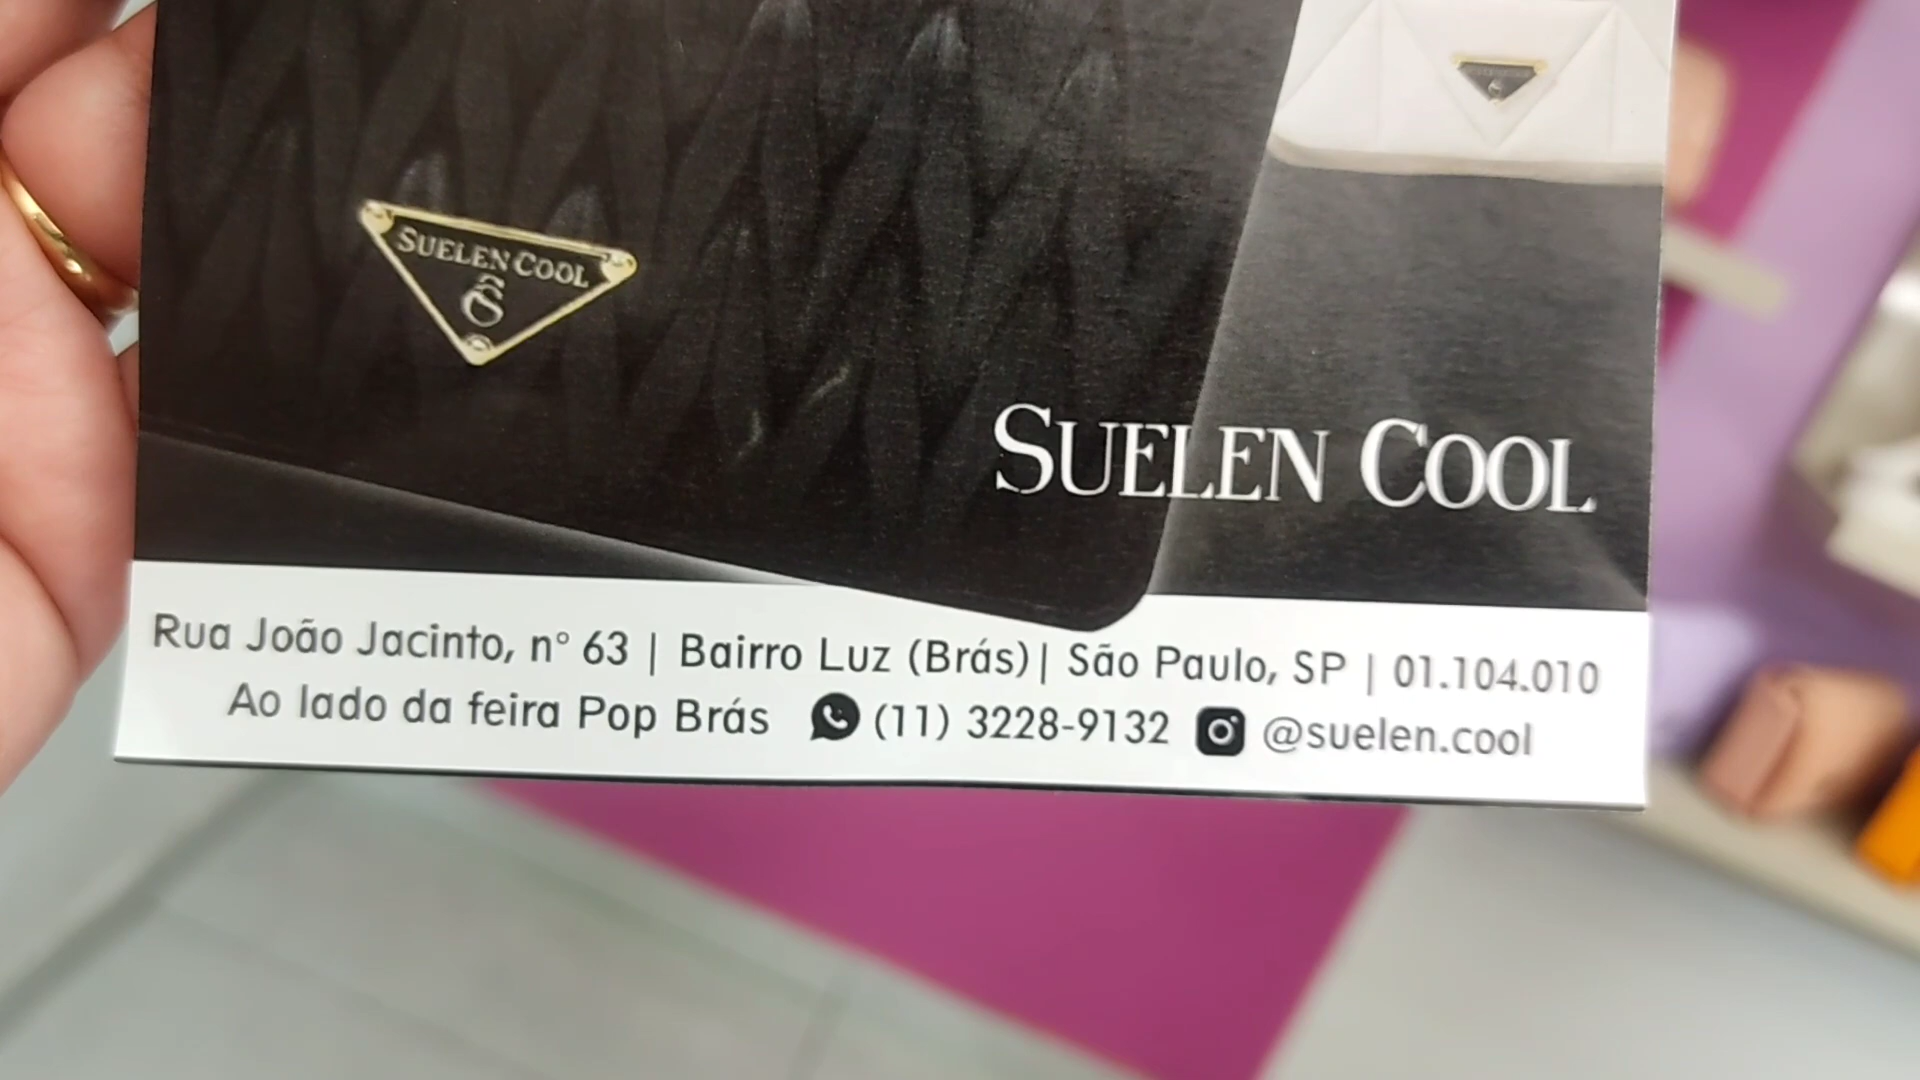 SUELEN COOL
SUELEN COOL
Rua João Jacinto, n° 63 | Bairro Luz (Brás)| São Paulo, SP | 01.104.010
Ao lado da feira Pop Brás (11) 3228-9132 @suelen.cool